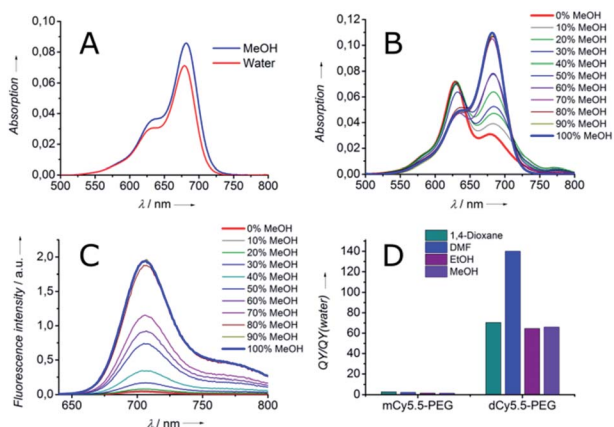 A
MeOH
Water
Absorption
0,10
0,08
0,06
0,04
0,02
0,00
500 550 600 650 700 750 800
λ / nm
B
0% MeOH
10% MeOH
20% MeOH
30% MeOH
40% MeOH
50% MeOH
60% MeOH
70% MeOH
80% MeOH
90% MeOH
100% MeOH
Absorption
0,12
0,10
0,08
0,06
0,04
0,02
0,00
500 550 600 650 700 750 800
λ / nm
C
0% MeOH
10% MeOH
20% MeOH
30% MeOH
40% MeOH
50% MeOH
60% MeOH
70% MeOH
80% MeOH
90% MeOH
100% MeOH
Fluorescence intensity / a.u.
2,0
1,5
1,0
0,5
0,0
650 700 750 800
λ / nm
D
1,4-Dioxane
DMF
EtOH
MeOH
QY/QY(water)
140
120
100
80
60
40
20
0
mCy5.5-PEG dCy5.5-PEG